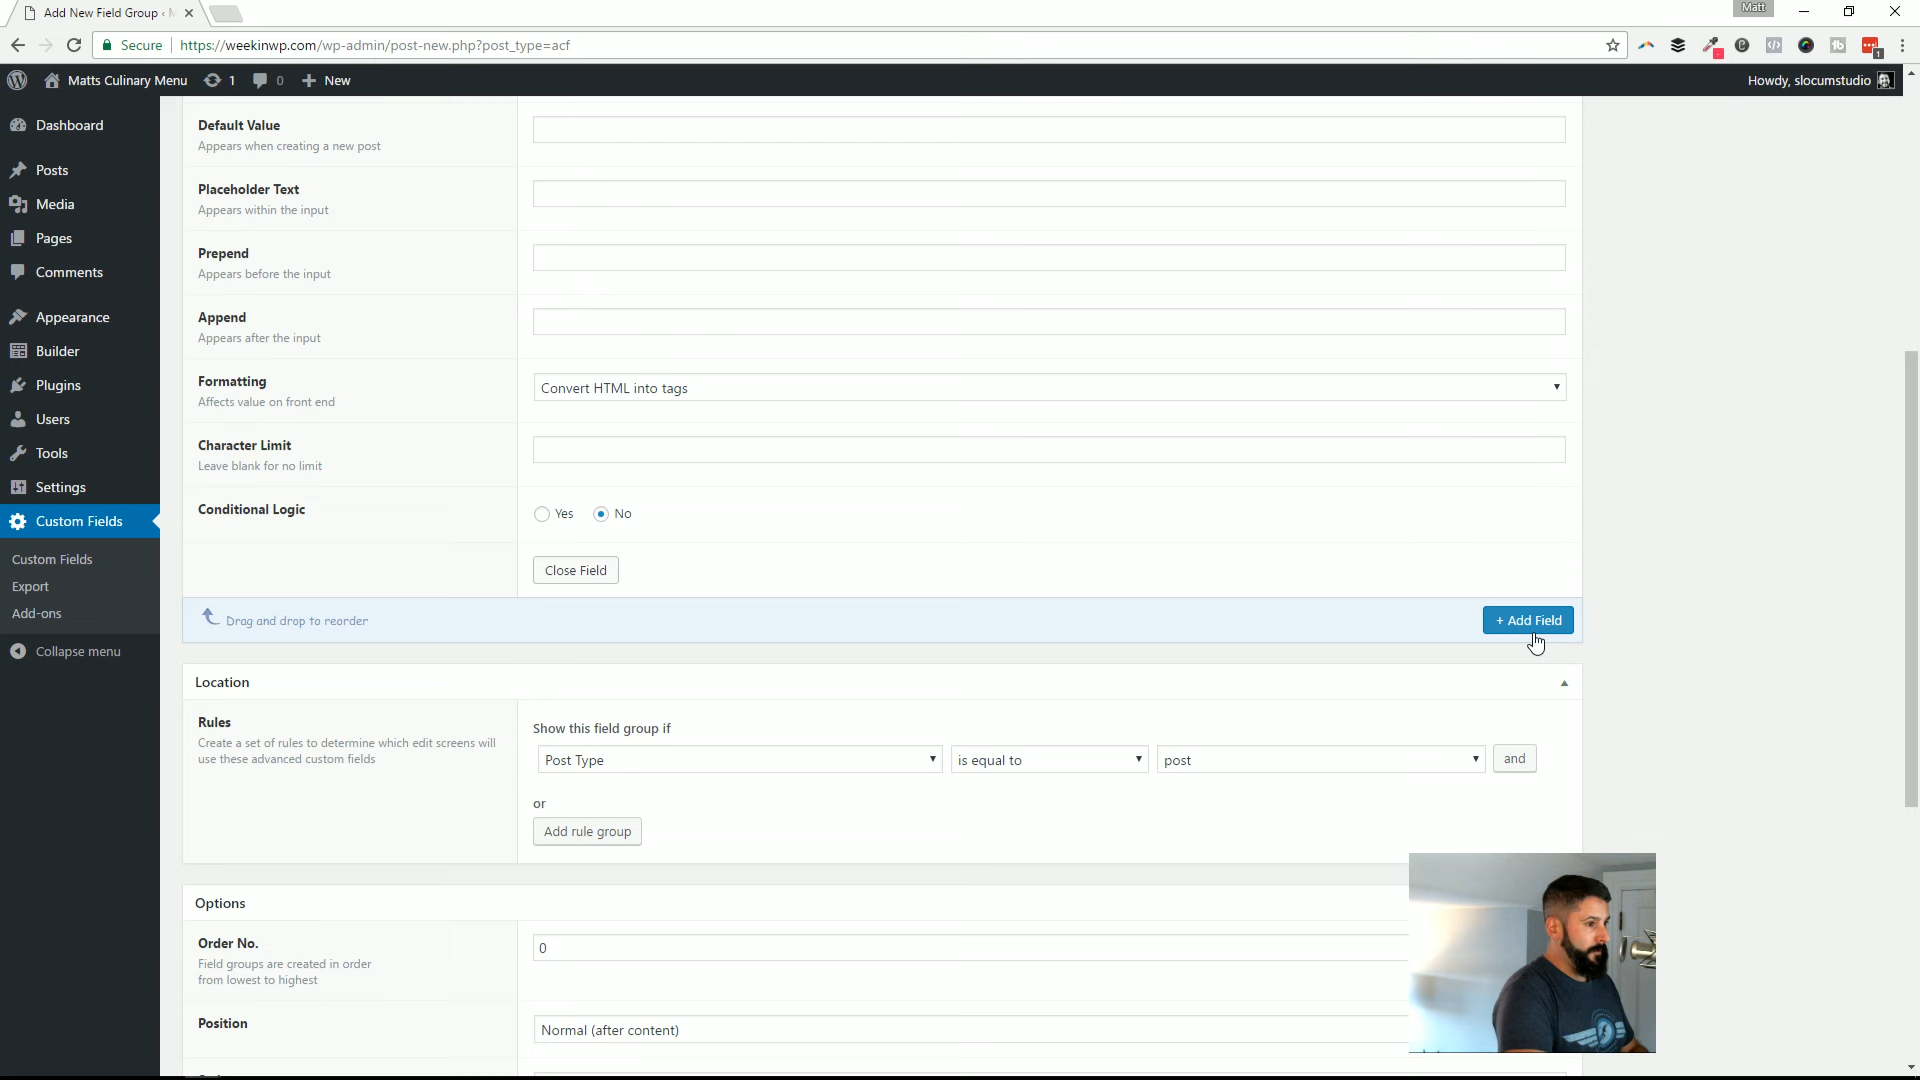 Add New Field Group ‹ M
Matt
Secure
https://weekinwp.com/wp-admin/post-new.php?post_type=acf
Matts Culinary Menu
1
0
New
Howdy, slocumstudio
Dashboard
Posts
Media
Pages
Comments
Appearance
Builder
Plugins
Users
Tools
Settings
Custom Fields
Custom Fields
Export
Add-ons
Collapse menu
Default Value
Appears when creating a new post
Placeholder Text
Appears within the input
Prepend
Appears before the input
Append
Appears after the input
Formatting
Affects value on front end
Convert HTML into tags
Character Limit
Leave blank for no limit
Conditional Logic
Yes
No
Close Field
Drag and drop to reorder
+ Add Field
Location
Rules
Create a set of rules to determine which edit screens will
use these advanced custom fields
Show this field group if
Post Type
is equal to
post
and
or
Add rule group
Options
Order No.
Field groups are created in order
from lowest to highest
0
Position
Normal (after content)